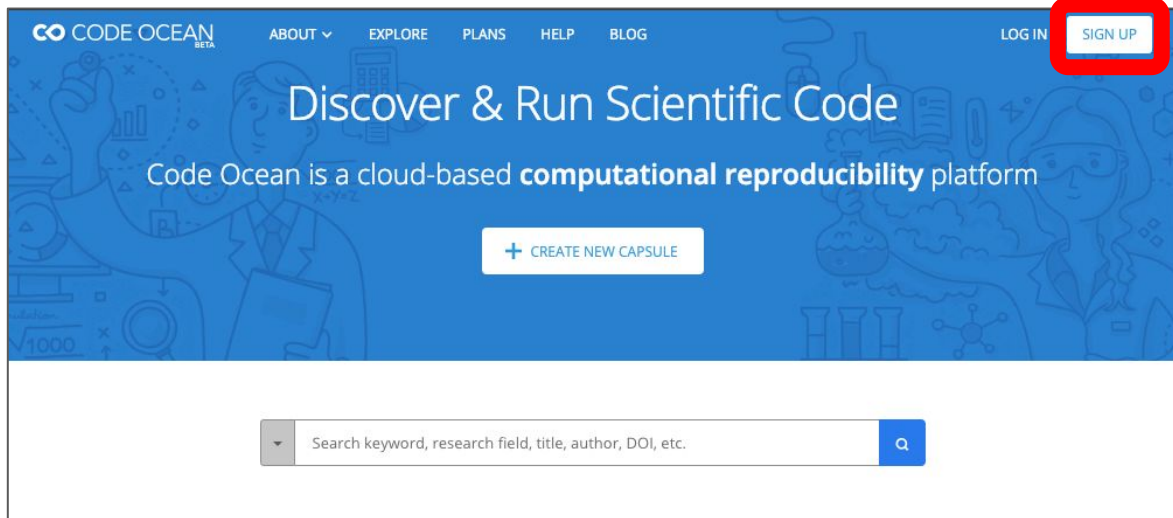 CODE OCEAN BETA ABOUT EXPLORE PLANS HELP BLOG LOG IN SIGN UP
Discover & Run Scientific Code
Code Ocean is a cloud-based computational reproducibility platform
x+y=z
B
+ CREATE NEW CAPSULE
√1000
Search keyword, research field, title, author, DOI, etc.